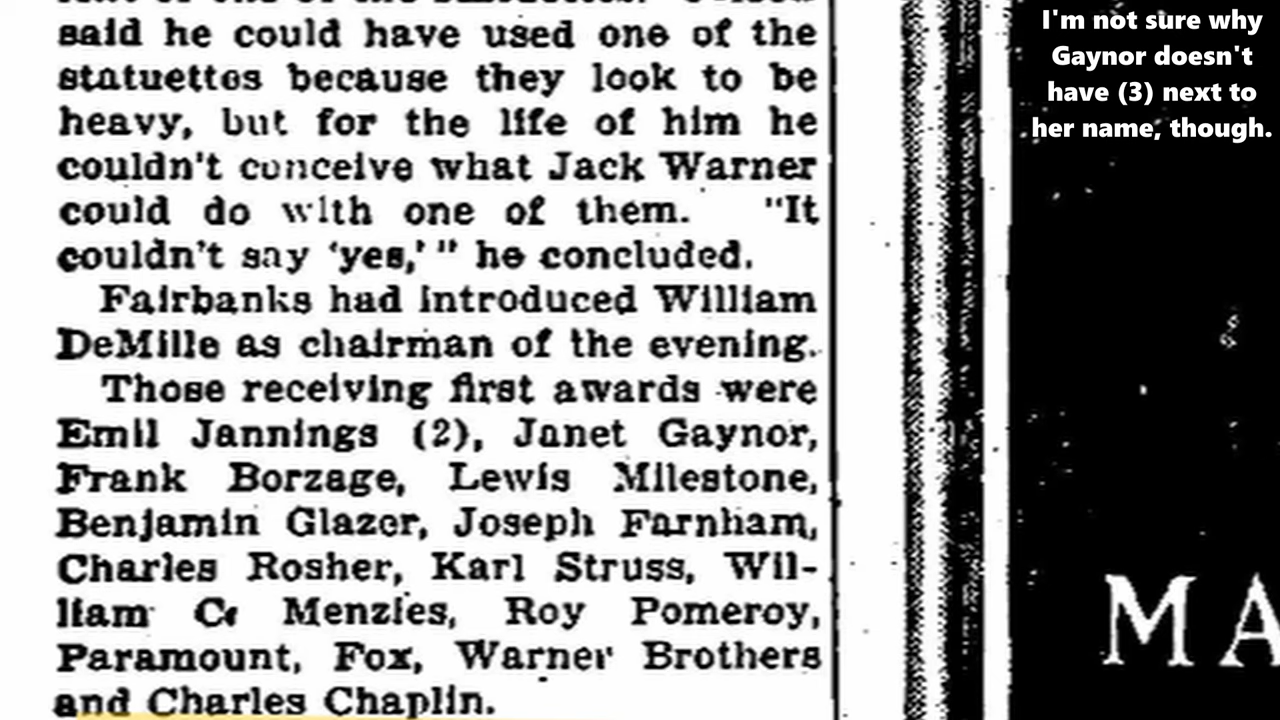 said he could have used one of the
statuettes because they look to be
heavy, but for the life of him he
couldn't conceive what Jack Warner
could do with one of them. "It
couldn't say 'yes,'" he concluded.
Fairbanks had introduced William
DeMille as chairman of the evening.
Those receiving first awards were
Emil Jannings (2), Janet Gaynor,
Frank Borzage, Lewis Milestone,
Benjamin Glazer, Joseph Farnham,
Charles Rosher, Karl Struss, Wil-
liam C. Menzies, Roy Pomeroy,
Paramount, Fox, Warner Brothers
and Charles Chaplin.
I'm not sure why
Gaynor doesn't
have (3) next to
her name, though.
MA